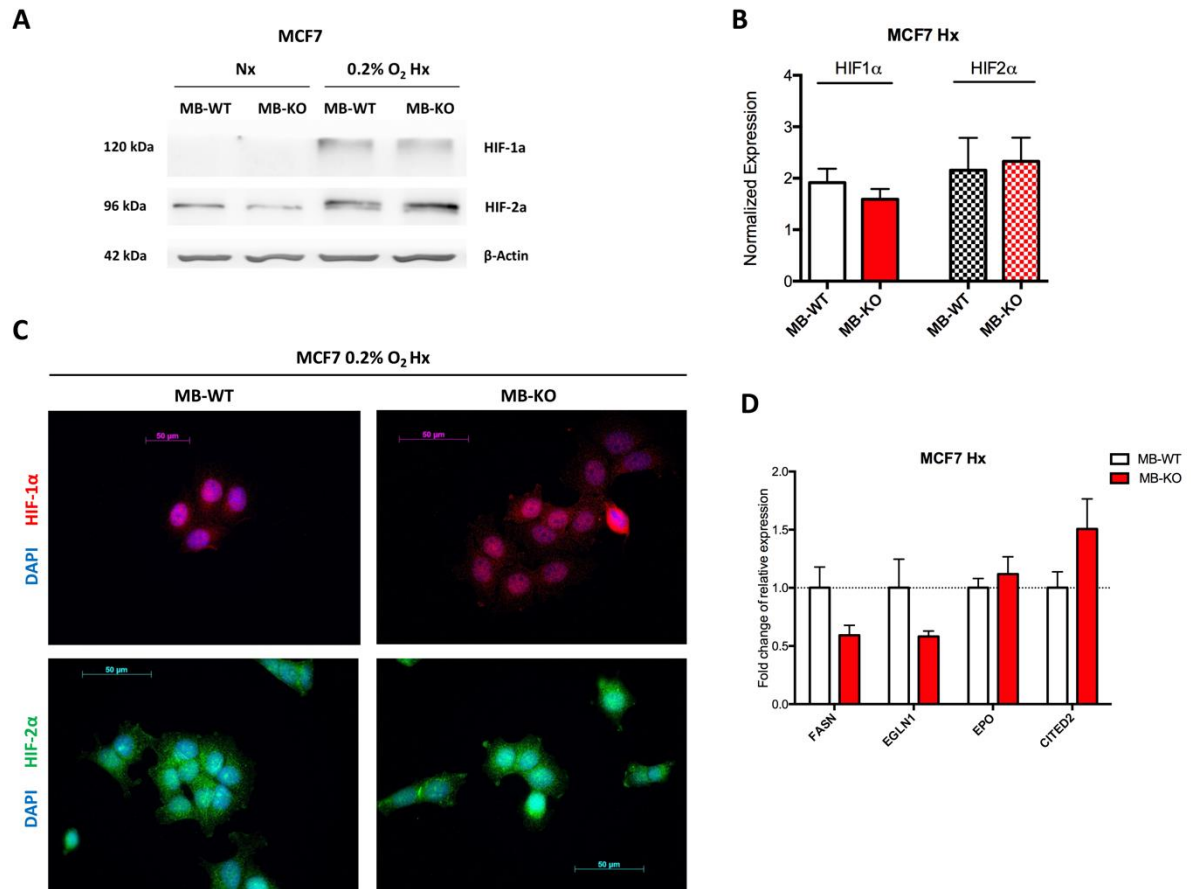 A
MCF7
Nx 0.2% O2 Hx
MB-WT MB-KO MB-WT MB-KO
120 kDa HIF-1a
96 kDa HIF-2a
42 kDa β-Actin
B
MCF7 Hx
HIF1α HIF2α
Normalized Expression
4
3
2
1
0
MB-WT MB-KO MB-WT MB-KO
C
MCF7 0.2% O2 Hx
MB-WT MB-KO
DAPI HIF-1α
50 µm
50 µm
DAPI HIF-2α
50 µm
50 µm
D
MCF7 Hx
MB-WT
MB-KO
Fold change of relative expression
2.0
1.5
1.0
0.5
0.0
FASN EGLN1 EPO CITED2